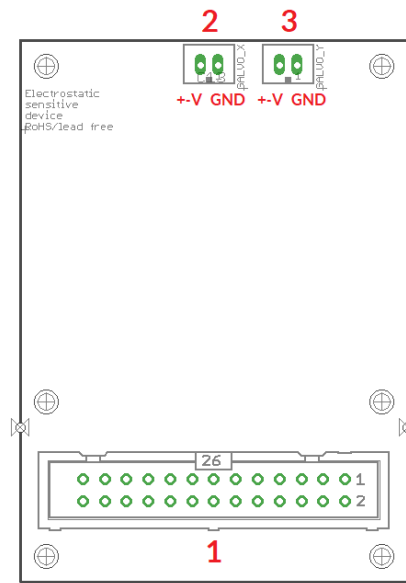 2 3
GALVO_X
GALVO_Y
+-V GND +-V GND
Electrostatic
sensitive
device
RoHS/lead free
26
1
2
1